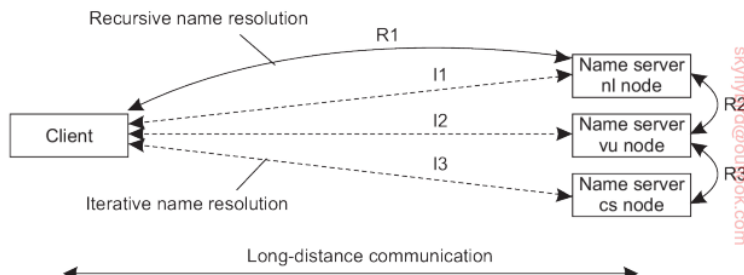 Recursive name resolution
R1
Name server
nl node
I1
R2
Client
I2
Name server
vu node
I3
R3
Name server
cs node
Iterative name resolution
Long-distance communication